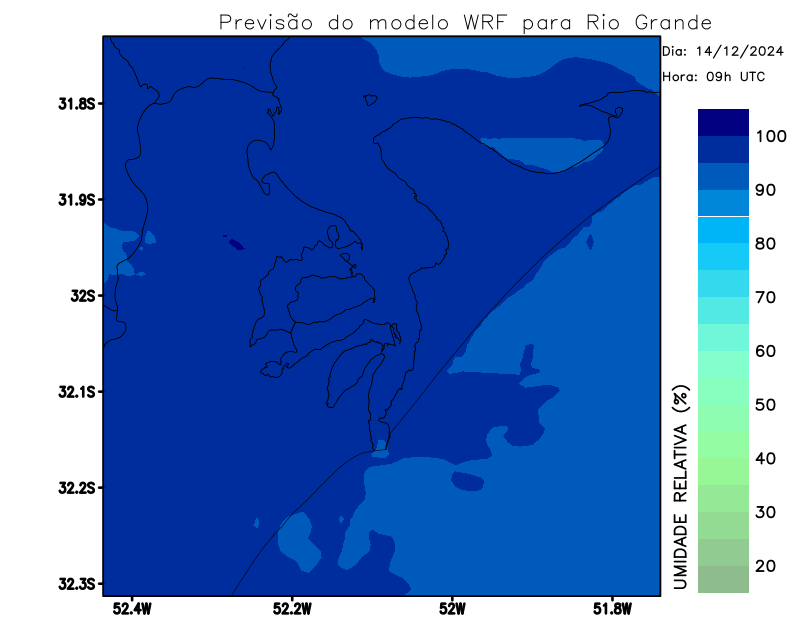 Previsão do modelo WRF para Rio Grande
Dia: 14/12/2024
Hora: 09h UTC
31.8S
31.9S
32S
32.1S
32.2S
32.3S
52.4W
52.2W
52W
51.8W
100
90
80
70
60
50
40
30
20
UMIDADE RELATIVA (%)